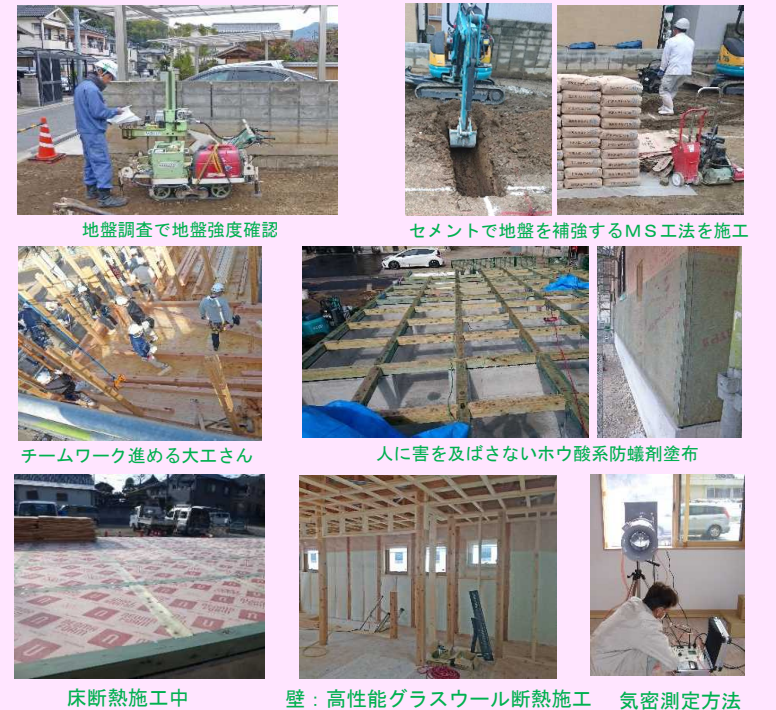 地盤調査で地盤強度確認
セメントで地盤を補強するMS工法を施工
チームワーク進める大工さん
人に害を及ばさないホウ酸系防蟻剤塗布
床断熱施工中
壁：高性能グラスウール断熱施工
気密測定方法